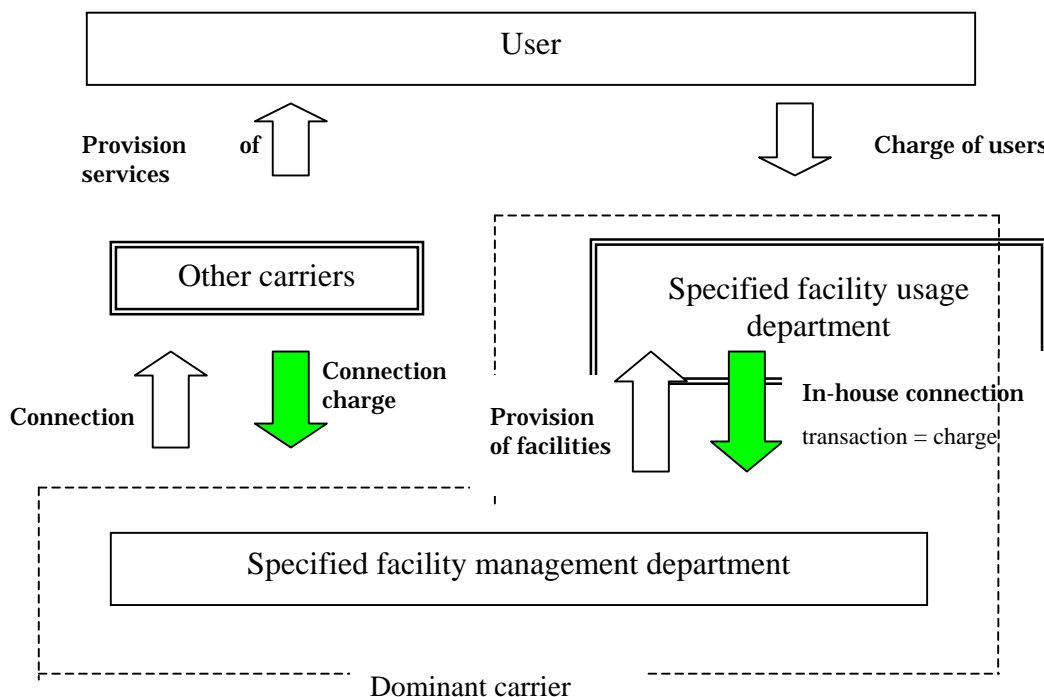 User
Provision of
services
Charge of users
Other carriers
Specified facility usage
department
Connection
Connection
charge
Provision
of facilities
In-house connection
transaction = charge
Specified facility management department
Dominant carrier